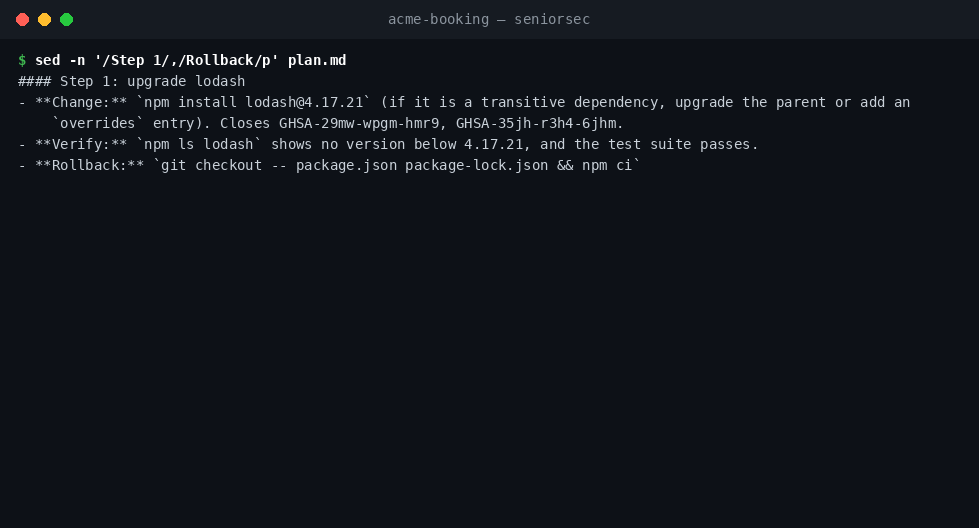 acme-booking — seniorsec
$ sed -n '/Step 1/,/Rollback/p' plan.md
#### Step 1: upgrade lodash
- **Change:** `npm install lodash@4.17.21` (if it is a transitive dependency, upgrade the parent or add an
`overrides` entry). Closes GHSA-29mw-wpgm-hmr9, GHSA-35jh-r3h4-6jhm.
- **Verify:** `npm ls lodash` shows no version below 4.17.21, and the test suite passes.
- **Rollback:** `git checkout -- package.json package-lock.json && npm ci`